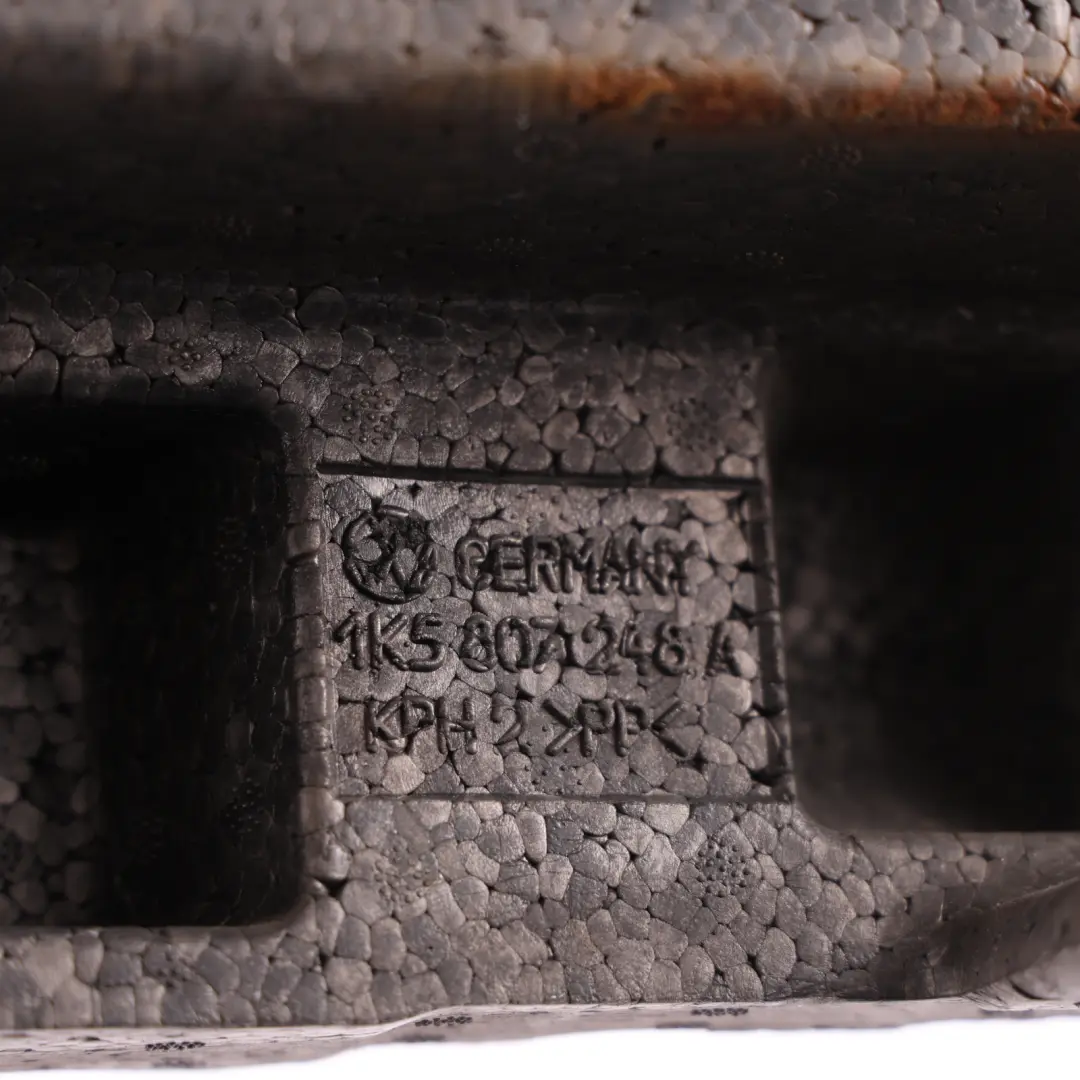 GERMANY
1K5 807 248 A
KPH 2 >PP<